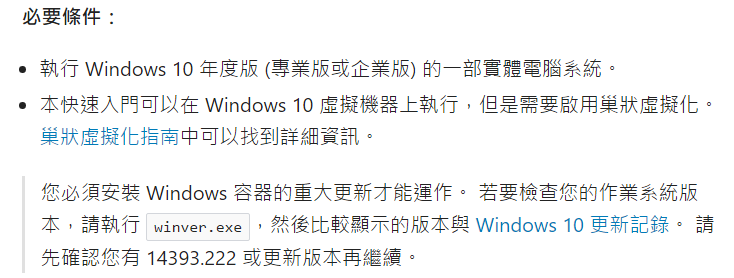 必要條件：
執行 Windows 10 年度版 (專業版或企業版) 的一部實體電腦系統。
本快速入門可以在 Windows 10 虛擬機器上執行，但是需要啟用巢狀虛擬化。
巢狀虛擬化指南中可以找到詳細資訊。
您必須安裝 Windows 容器的重大更新才能運作。 若要檢查您的作業系統版
本，請執行 winver.exe ，然後比較顯示的版本與 Windows 10 更新記錄。 請
先確認您有 14393.222 或更新版本再繼續。